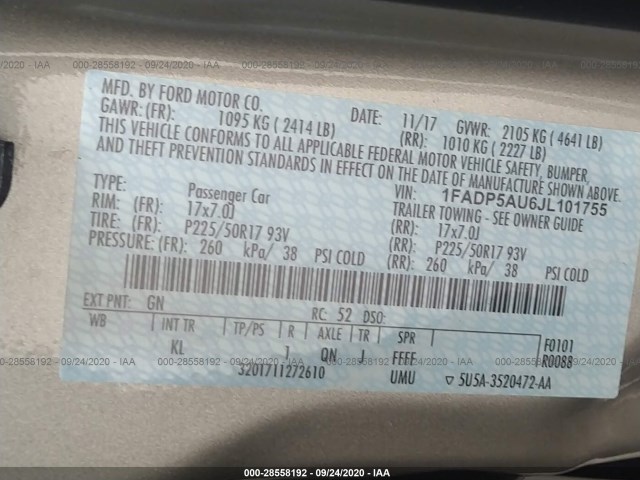 000-28558192 - 09/24/2020 - IAA
MFD. BY FORD MOTOR CO.
DATE: 11/17 GVWR: 2105 KG ( 4641 LB)
GAWR: (FR): 1095 KG ( 2414 LB) (RR): 1010 KG ( 2227 LB)
THIS VEHICLE CONFORMS TO ALL APPLICABLE FEDERAL MOTOR VEHICLE SAFETY, BUMPER,
AND THEFT PREVENTION STANDARDS IN EFFECT ON THE DATE OF MANUFACTURE SHOWN ABOVE.
TYPE: Passenger Car VIN: 1FADP5AU6JL101755
TRAILER TOWING - SEE OWNER GUIDE
RIM: (FR): 17x7.0J (RR): 17x7.0J
TIRE: (FR): P225/50R17 93V (RR): P225/50R17 93V
PRESSURE: (FR): 260 kPa/ 38 PSI COLD (RR): 260 kPa/ 38 PSI COLD
EXT PNT: GN RC: 52 DSO:
WB INT TR TP/PS R AXLE TR SPR
KL 1 QN J FFFF
UMU
F0101
R0088
3201711272610
▽ 5U5A-3520472-AA
000-28558192 - 09/24/2020 - IAA